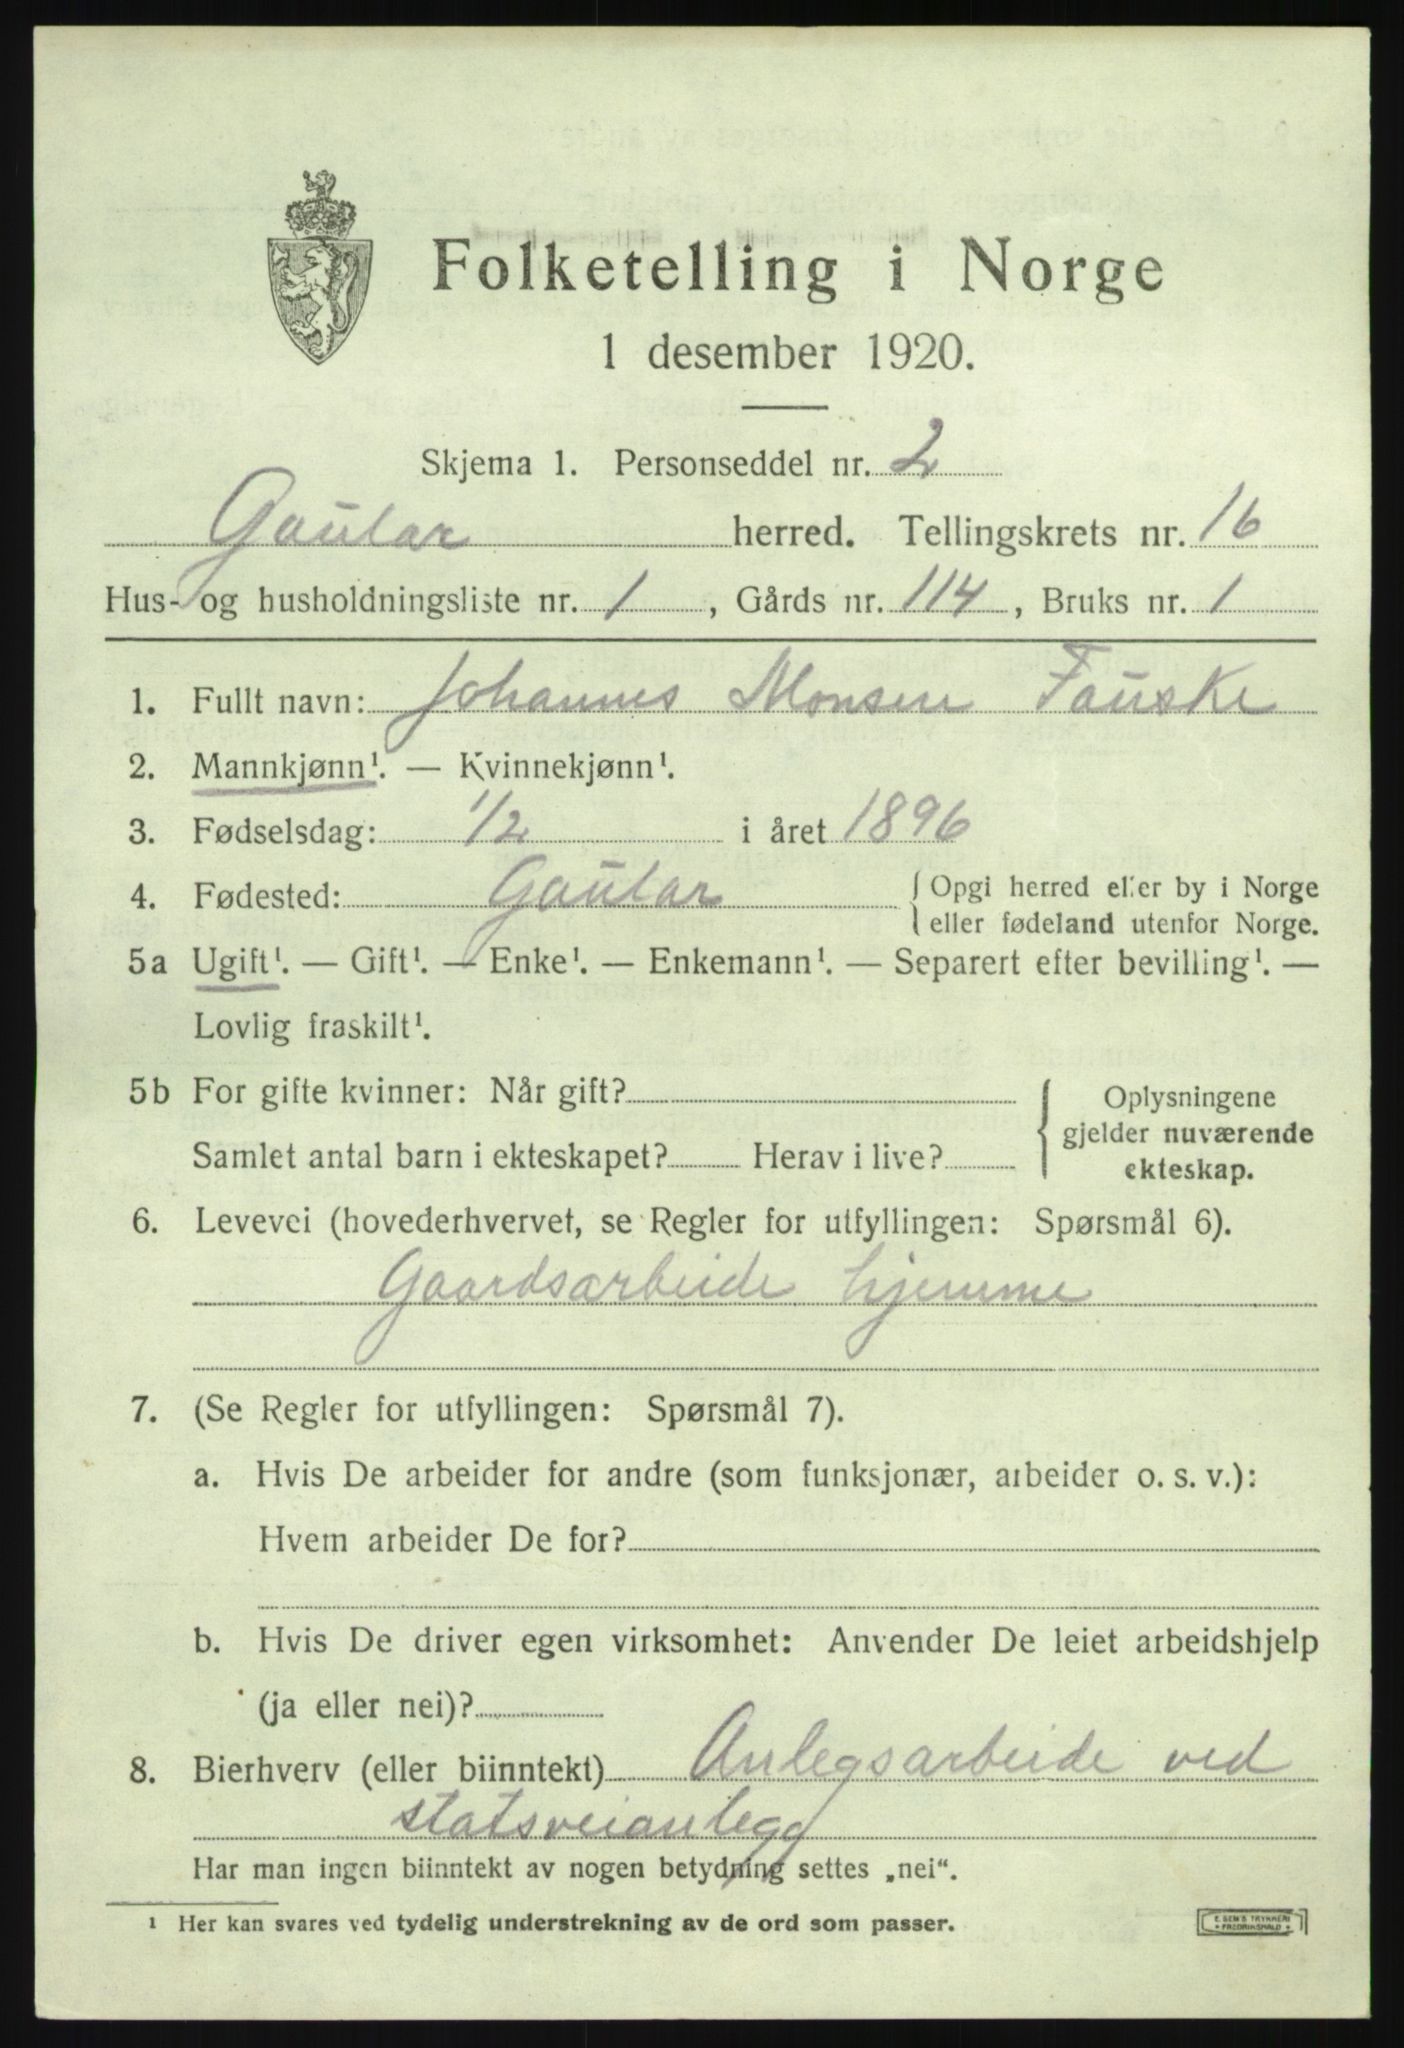 Folketelling i Norge
1 desember 1920.
Skjema 1. Personseddel nr. 2
Gaular herred. Tellingskrets nr. 16
Hus- og husholdningsliste nr. 1, Gårds nr. 114, Bruks nr. 1
1. Fullt navn: Johannes Monsen Fauske
2. Mannkjønn¹. — Kvinnekjønn¹.
3. Fødselsdag: 1/2 i året 1896
4. Fødested: Gaular { Opgi herred eller by i Norge
eller fødeland utenfor Norge.
5a Ugift¹. — Gift¹. — Enke¹. — Enkemann¹. — Separert efter bevilling¹. —
Lovlig fraskilt¹.
5b For gifte kvinner: Når gift? { Oplysningene
gjelder nuværende
Samlet antal barn i ekteskapet? Herav i live? ekteskap.
6. Levevei (hovederhvervet, se Regler for utfyllingen: Spørsmål 6).
Gaardsarbeide hjemme
7. (Se Regler for utfyllingen: Spørsmål 7).
a. Hvis De arbeider for andre (som funksjonær, arbeider o. s. v.):
Hvem arbeider De for?
b. Hvis De driver egen virksomhet: Anvender De leiet arbeidshjelp
(ja eller nei)?
8. Bierhverv (eller biinntekt) Anlegsarbeide ved
statsveianlegg
Har man ingen biinntekt av nogen betydning settes „nei“.
¹ Her kan svares ved tydelig understrekning av de ord som passer.
E. SEM'S TRYKKERI
FREDRIKSHALD